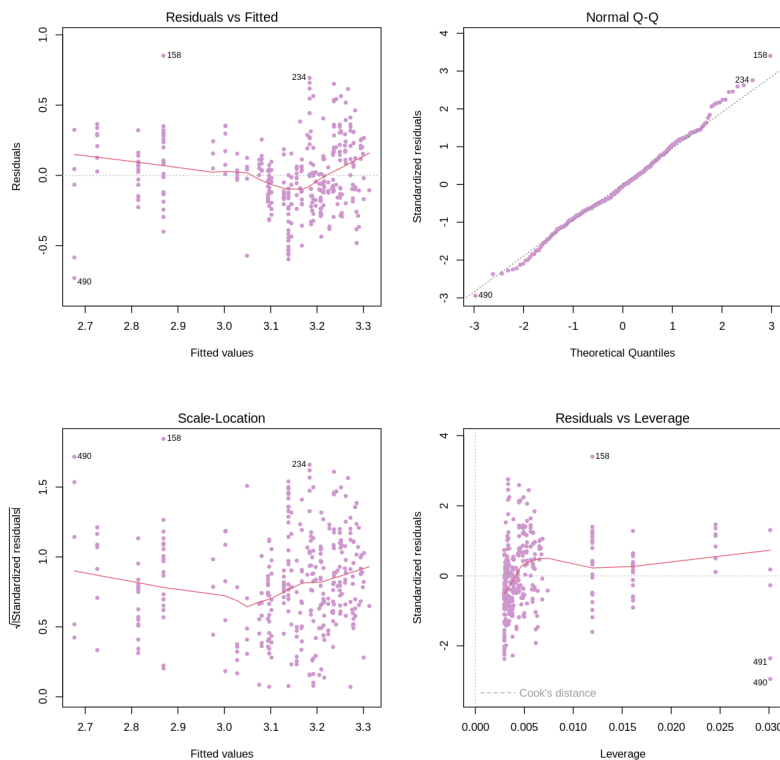 Residuals vs Fitted
Residuals
1.0
0.5
0.0
-0.5
158
234
490
2.7 2.8 2.9 3.0 3.1 3.2 3.3
Fitted values
Normal Q-Q
Standardized residuals
4
3
2
1
0
-1
-2
-3
158
234
490
-3 -2 -1 0 1 2 3
Theoretical Quantiles
Scale-Location
√|Standardized residuals|
1.5
1.0
0.5
0.0
158
490
234
2.7 2.8 2.9 3.0 3.1 3.2 3.3
Fitted values
Residuals vs Leverage
Standardized residuals
4
2
0
-2
158
491
490
Cook's distance
0.000 0.005 0.010 0.015 0.020 0.025 0.030
Leverage